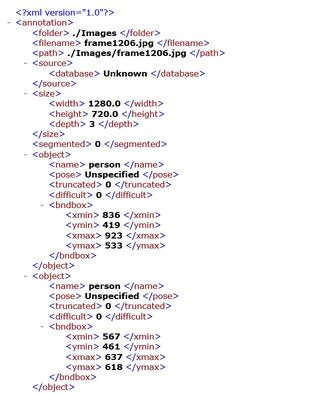 <?xml version="1.0"?>
- <annotation>
<folder> ./Images </folder>
<filename> frame1206.jpg </filename>
<path> ./Images/frame1206.jpg </path>
- <source>
<database> Unknown </database>
</source>
- <size>
<width> 1280.0 </width>
<height> 720.0 </height>
<depth> 3 </depth>
</size>
<segmented> 0 </segmented>
- <object>
<name> person </name>
<pose> Unspecified </pose>
<truncated> 0 </truncated>
<difficult> 0 </difficult>
- <bndbox>
<xmin> 836 </xmin>
<ymin> 419 </ymin>
<xmax> 923 </xmax>
<ymax> 533 </ymax>
</bndbox>
</object>
- <object>
<name> person </name>
<pose> Unspecified </pose>
<truncated> 0 </truncated>
<difficult> 0 </difficult>
- <bndbox>
<xmin> 567 </xmin>
<ymin> 461 </ymin>
<xmax> 637 </xmax>
<ymax> 618 </ymax>
</bndbox>
</object>